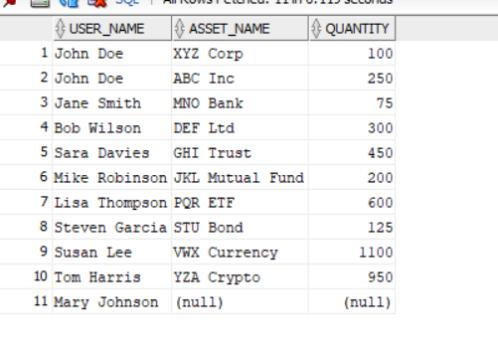 SQL | All Rows Fetched: 11 in 0.115 seconds
USER_NAME ASSET_NAME QUANTITY
1 John Doe XYZ Corp 100
2 John Doe ABC Inc 250
3 Jane Smith MNO Bank 75
4 Bob Wilson DEF Ltd 300
5 Sara Davies GHI Trust 450
6 Mike Robinson JKL Mutual Fund 200
7 Lisa Thompson PQR ETF 600
8 Steven Garcia STU Bond 125
9 Susan Lee VWX Currency 1100
10 Tom Harris YZA Crypto 950
11 Mary Johnson (null) (null)